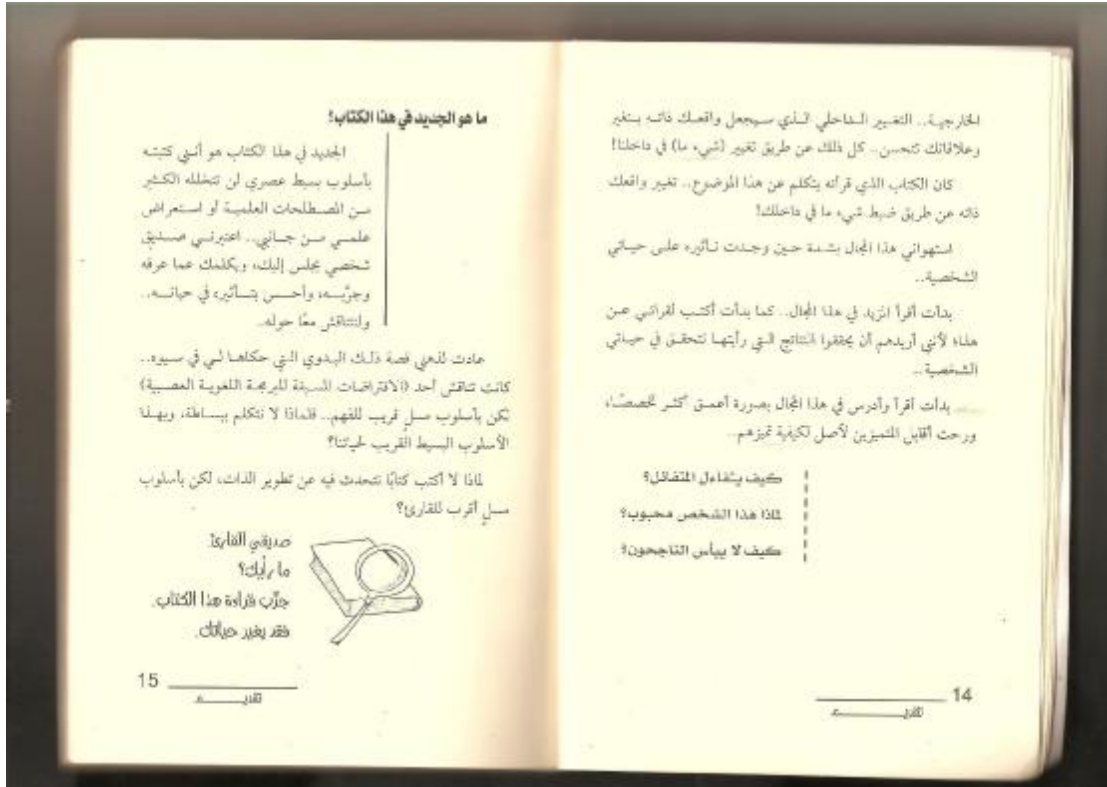 الخارجية.. التغيير الداخلي الذي سيجعل واقعك ذاته يتغير
وعلاقاتك تتحسن.. كل ذلك عن طريق تغيير (شيء ما) في داخلنا!
كان الكتاب الذي قرأته يتكلم عن هذا الموضوع.. تغيير واقعك
ذاته عن طريق ضبط شيء ما في داخلك!
استهواني هذا المجال بشدة حين وجدت تأثيره على حياتي
الشخصية..
بدأت أقرأ المزيد في هذا المجال.. كما بدأت أكتب لقرائي عن
هذا؛ لأنني أريدهم أن يحققوا النتائج التي رأيتها تتحقق في حياتي
الشخصية..
بدأت أقرأ وأدرس في هذا المجال بصورة أعمق أكثر تخصصًا،
ورحت أقابل المتميزين لأصل لكيفية تميزهم..
كيف يتفاءل المتفائل؟
لماذا هذا الشخص محبوب؟
كيف لا ييأس الناجحون؟
14
تقديـــــم
ما هو الجديد في هذا الكتاب؟
الجديد في هذا الكتاب هو أنني كتبته
بأسلوب بسيط عصري لن تتخلله الكثير
من المصطلحات العلمية أو استعراض
علمي من جانبي.. اعتبرني صديق
شخصي يجلس إليك، ويكلمك عما عرفه
وجرَّبه، وأحس بتأثيره في حياته..
ولنتناقش معًا حوله.
عادت لذهني قصة ذلك البدوي التي حكاها لي في سيوه..
كانت تناقش أحد (الافتراضات المسبقة للبرمجة اللغوية العصبية)
لكن بأسلوب مسلٍ قريب للفهم.. فلماذا لا نتكلم ببساطة، وبهذا
الأسلوب البسيط القريب لحياتنا؟
لماذا لا أكتب كتابًا نتحدث فيه عن تطوير الذات، لكن بأسلوب
مسلٍ أقرب للقارئ؟
صديقي القارئ
ما رأيك؟
جرِّب قراءة هذا الكتاب.
فقد يغير حياتك.
15
تقديـــــم